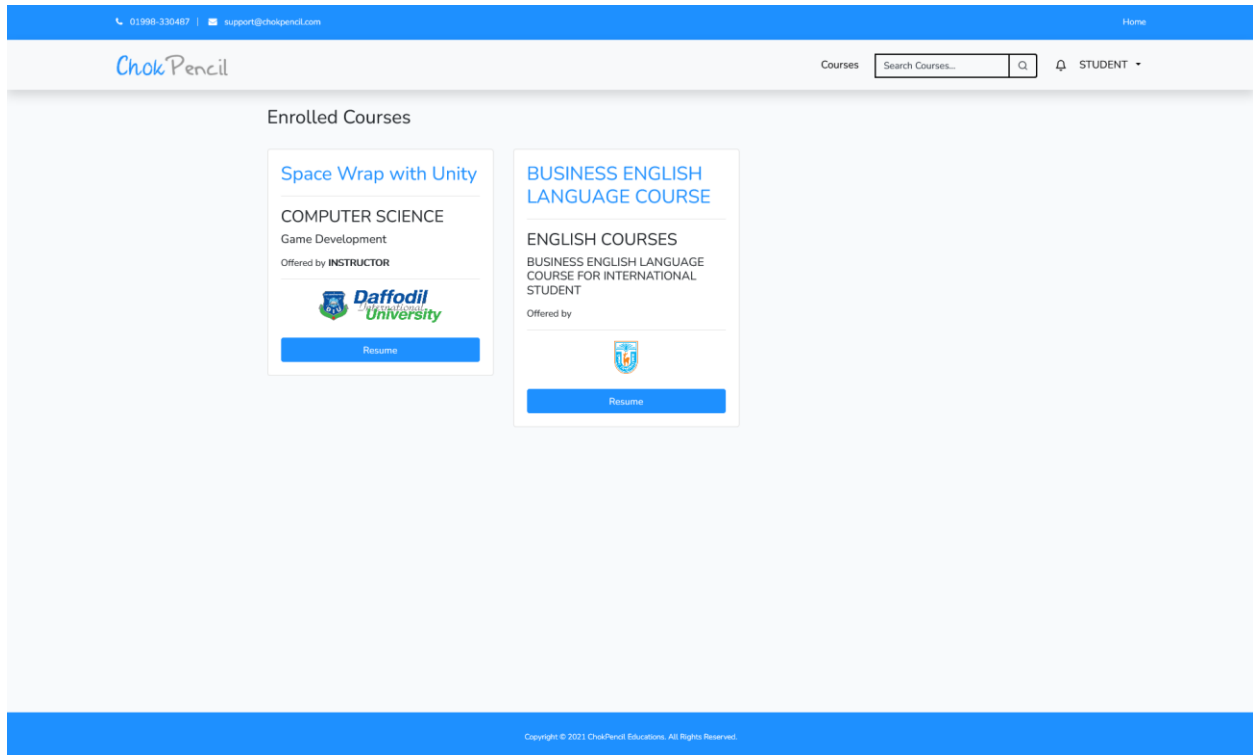 01998-330487 | support@chokpencil.com Home
ChokPencil Courses Search Courses... STUDENT
Enrolled Courses
Space Wrap with Unity
COMPUTER SCIENCE
Game Development
Offered by INSTRUCTOR
Daffodil
International
University
Resume
BUSINESS ENGLISH
LANGUAGE COURSE
ENGLISH COURSES
BUSINESS ENGLISH LANGUAGE
COURSE FOR INTERNATIONAL
STUDENT
Offered by
Resume
Copyright © 2021 ChokPencil Educations. All Rights Reserved.